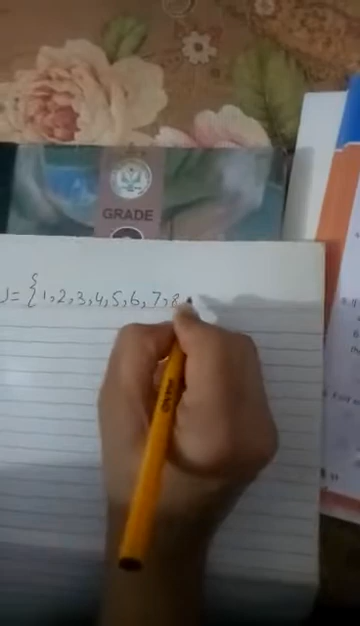 GRADE
U = { 1, 2, 3, 4, 5, 6, 7, 8